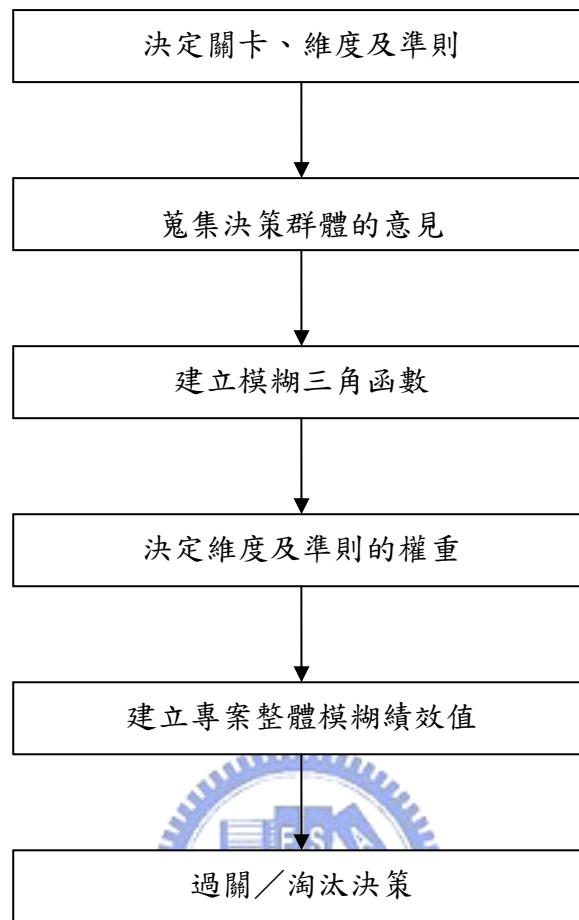 決定關卡、維度及準則
蒐集決策群體的意見
建立模糊三角函數
決定維度及準則的權重
建立專案整體模糊績效值
過關／淘汰決策